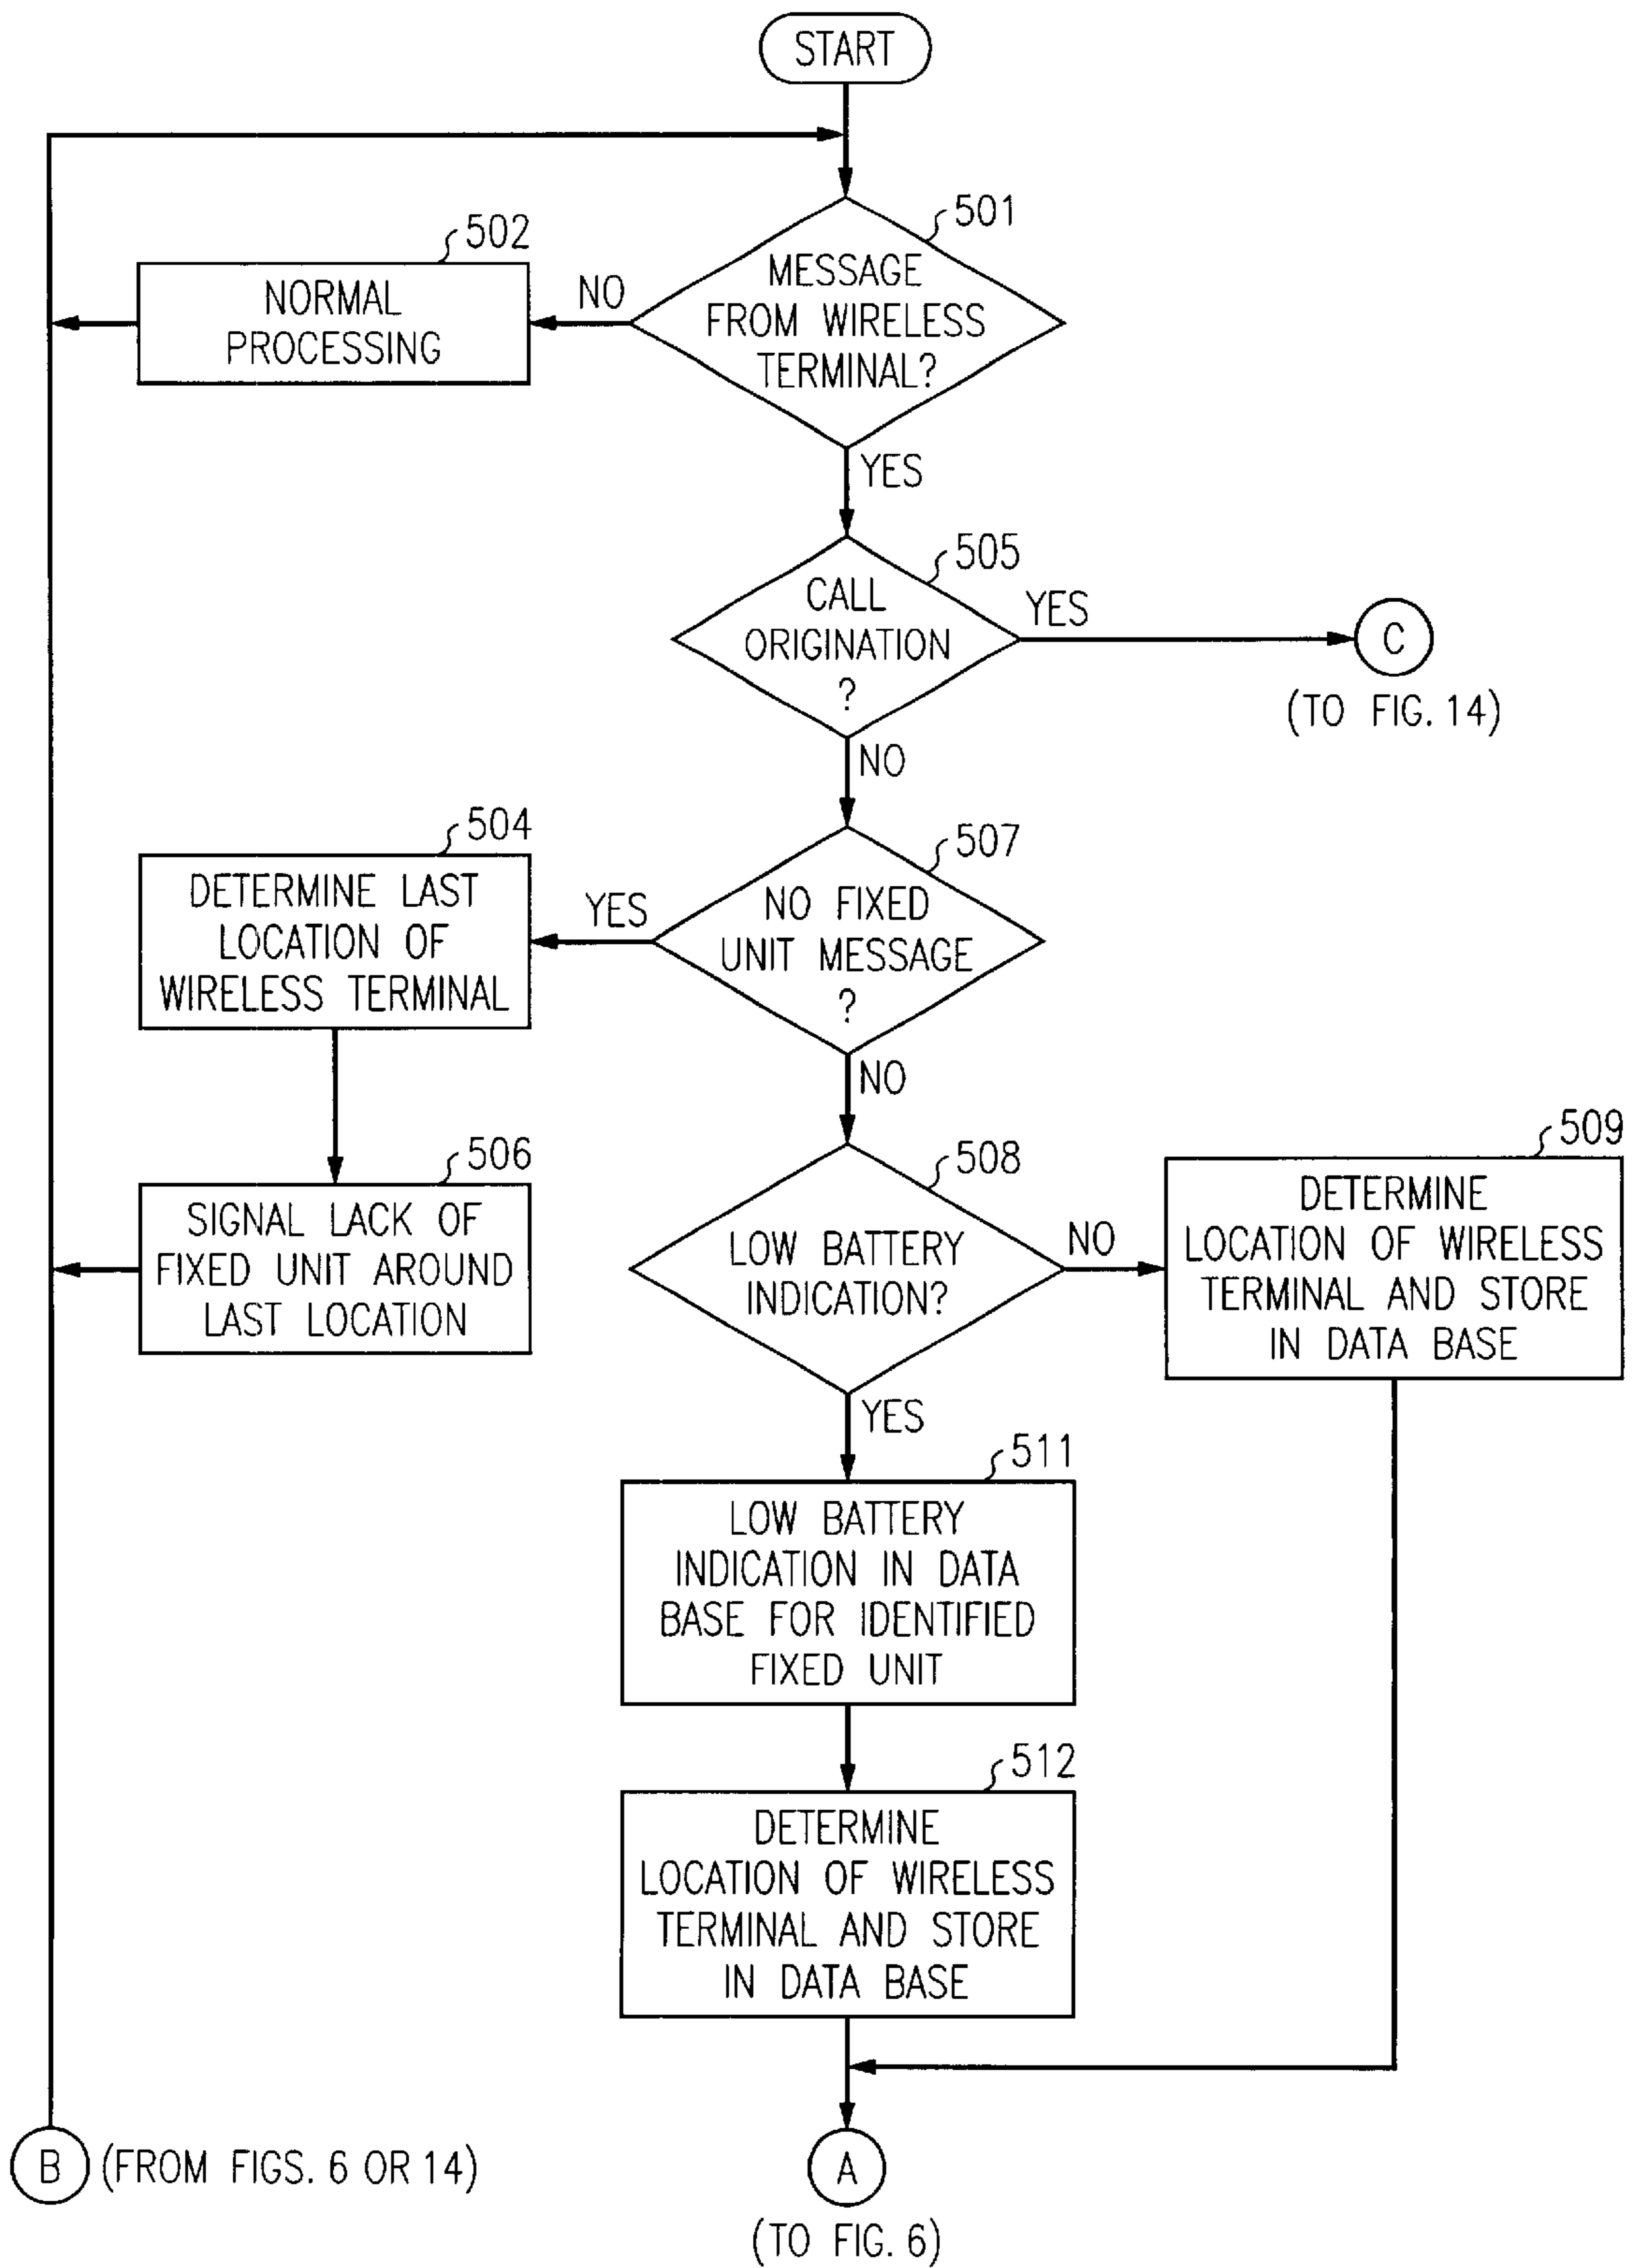 START
501
MESSAGE
FROM WIRELESS
TERMINAL?
502
NORMAL
PROCESSING
NO
YES
505
CALL
ORIGINATION
?
YES
C
(TO FIG. 14)
NO
507
NO FIXED
UNIT MESSAGE
?
YES
504
DETERMINE LAST
LOCATION OF
WIRELESS TERMINAL
506
SIGNAL LACK OF
FIXED UNIT AROUND
LAST LOCATION
NO
508
LOW BATTERY
INDICATION?
NO
509
DETERMINE
LOCATION OF WIRELESS
TERMINAL AND STORE
IN DATA BASE
YES
511
LOW BATTERY
INDICATION IN DATA
BASE FOR IDENTIFIED
FIXED UNIT
512
DETERMINE
LOCATION OF WIRELESS
TERMINAL AND STORE
IN DATA BASE
B (FROM FIGS. 6 OR 14)
A
(TO FIG. 6)